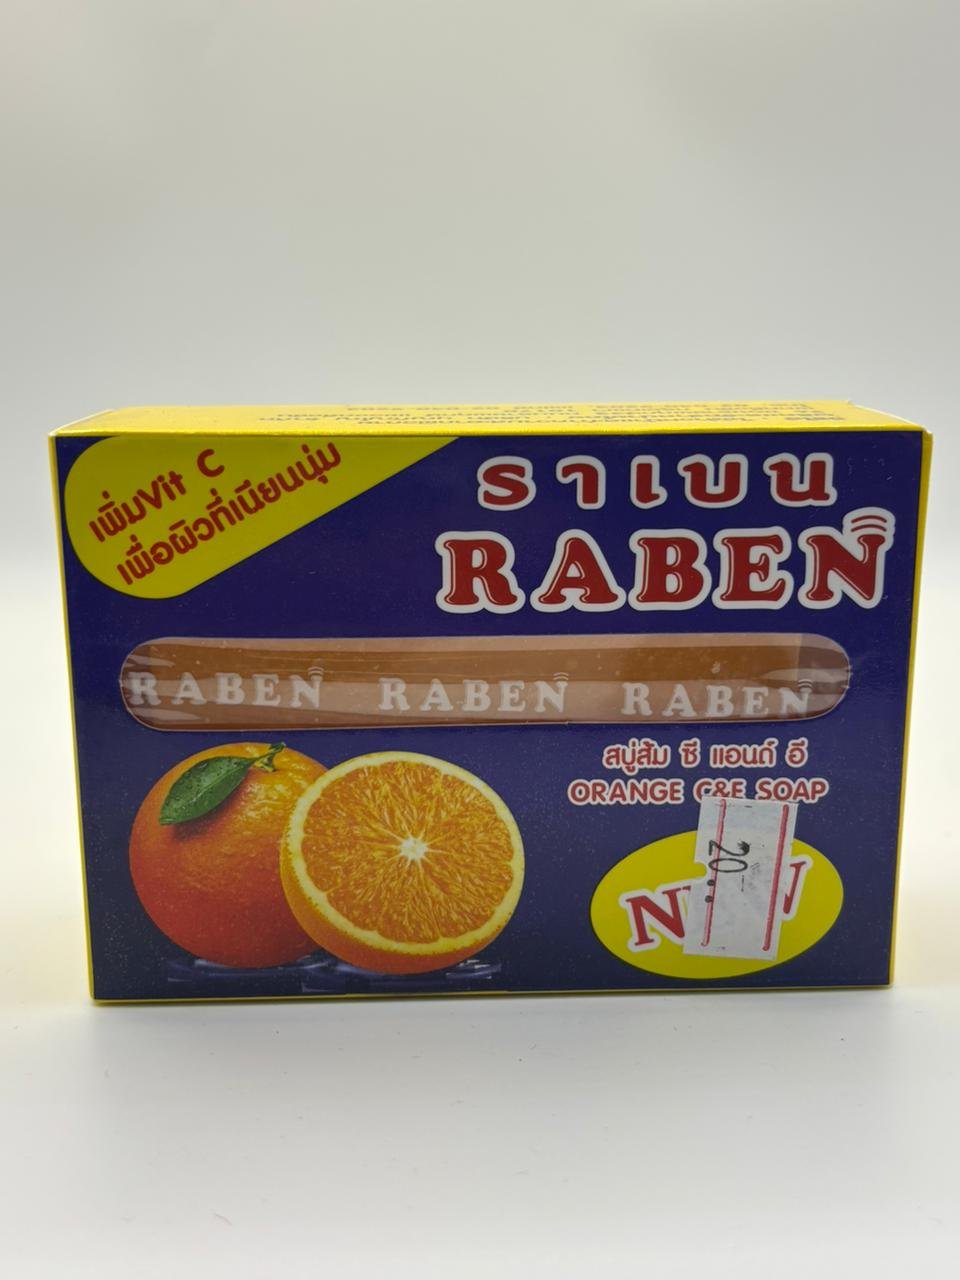 เพิ่มVit C
เพื่อผิวที่เนียนนุ่ม
ราเบน
RABEN
RABEN RABEN RABEN
สบู่ส้ม ซี แอนด์ อี
ORANGE C&E SOAP
20.-